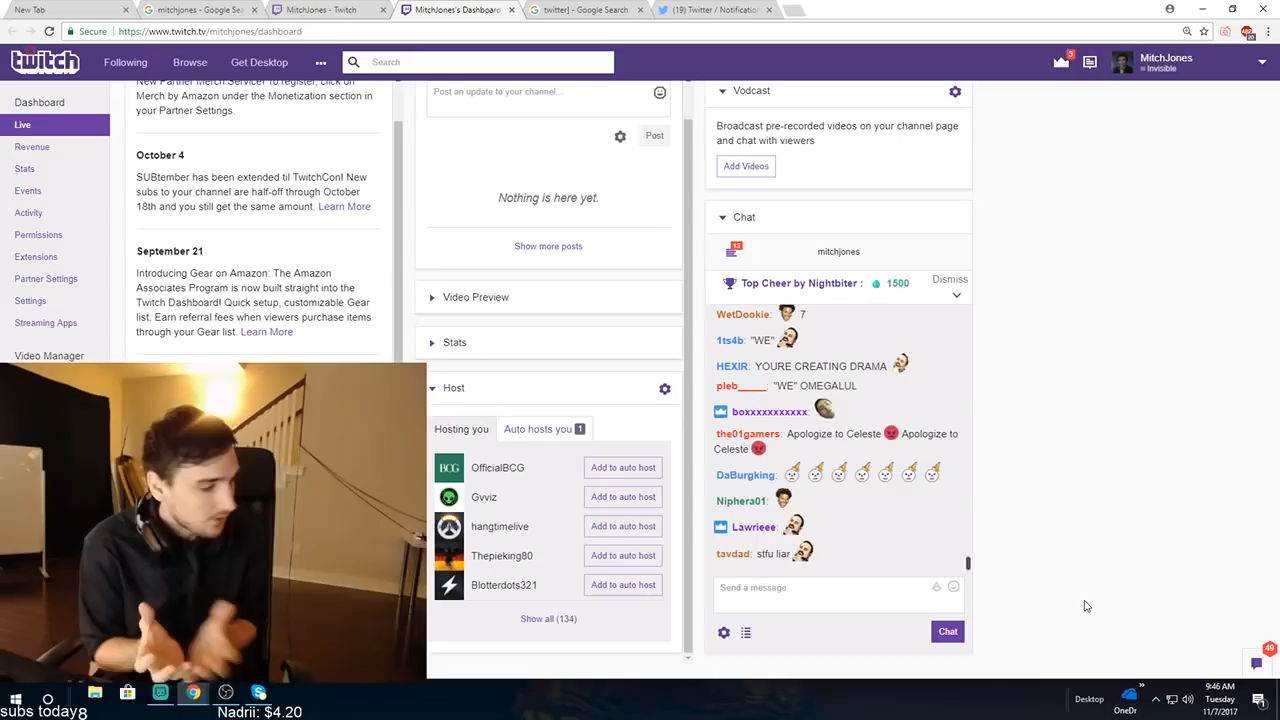 New Tab
mitchjones - Google Sea
MitchJones - Twitch
MitchJones's Dashboard
twitter] - Google Search
(19) Twitter / Notification
Secure
https://www.twitch.tv/mitchjones/dashboard
twitch
Following
Browse
Get Desktop
Search
3
MitchJones
Invisible
Dashboard
Live
Revenue
Stats
Events
Activity
Permissions
Extensions
Partner Settings
Settings
Streaming Apps
Video Manager
New Partner Merch Servicer to register, click on
Merch by Amazon under the Monetization section in
your Partner Settings.
October 4
SUBtember has been extended til TwitchCon! New
subs to your channel are half-off through October
18th and you still get the same amount. Learn More
September 21
Introducing Gear on Amazon: The Amazon
Associates Program is now built straight into the
Twitch Dashboard! Quick setup, customizable Gear
list. Earn referral fees when viewers purchase items
through your Gear list. Learn More
Post an update to your channel...
Post
Nothing is here yet.
Show more posts
Video Preview
Stats
Host
Hosting you
Auto hosts you 1
BCG
OfficialBCG
Add to auto host
Gvviz
Add to auto host
hangtimelive
Add to auto host
Thepieking80
Add to auto host
Blotterdots321
Add to auto host
Show all (134)
Vodcast
Broadcast pre-recorded videos on your channel page
and chat with viewers
Add Videos
Chat
mitchjones
Top Cheer by Nightbiter : 1500
Dismiss
WetDookie: 7
1ts4b: "WE"
HEXIR: YOURE CREATING DRAMA
pleb_____: "WE" OMEGALUL
boxxxxxxxxxxx:
the01gamers: Apologize to Celeste Apologize to
Celeste
DaBurgking:
Niphera01:
Lawrieee:
tavdad: stfu liar
Send a message
Chat
49
Desktop
OneDr
9:46 AM
Tuesday
11/7/2017
subs today8
Nadrii: $4.20